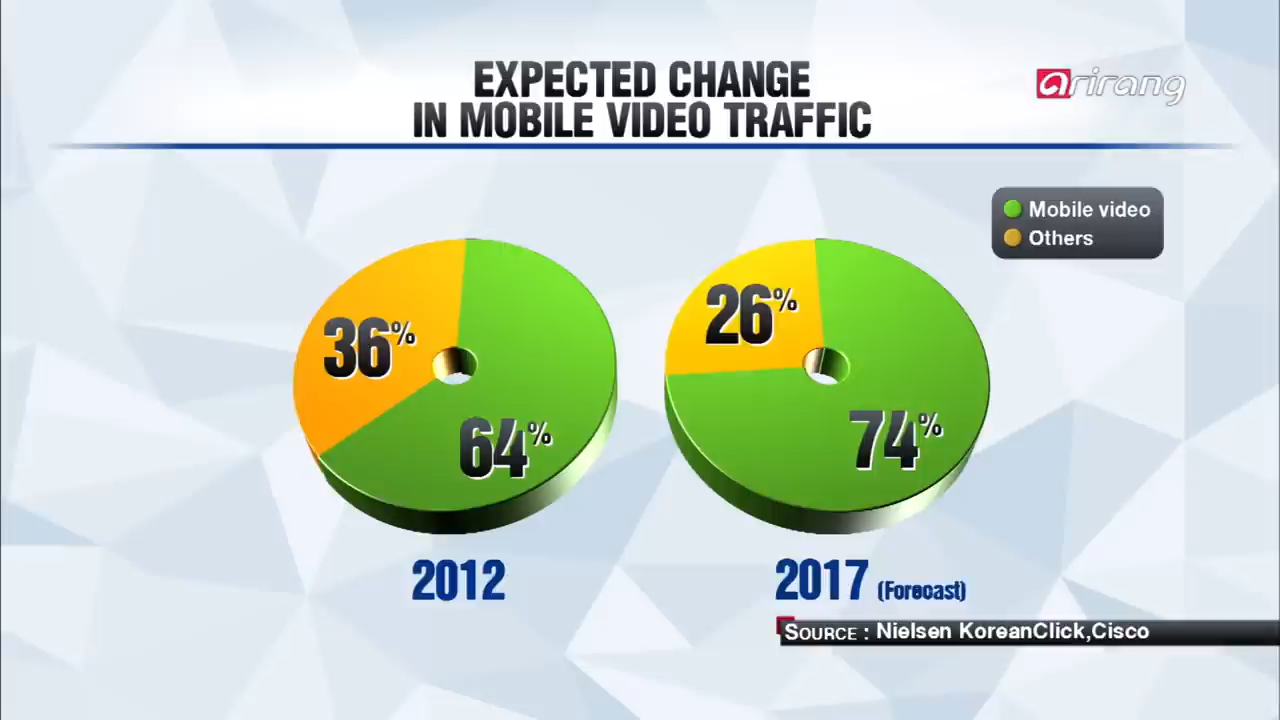 EXPECTED CHANGE
IN MOBILE VIDEO TRAFFIC
arirang
Mobile video
Others
36%
64%
26%
74%
2012
2017 (Forecast)
SOURCE : Nielsen KoreanClick,Cisco